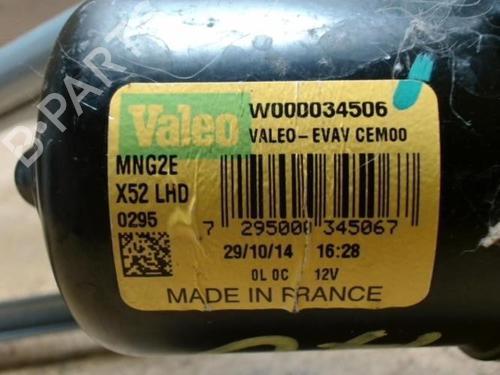 B-PARTS
Valeo
W000034506
VALEO-EVAV CEM00
MNG2E
X52 LHD
0295
7 295000 345067
29/10/14 16:28
0L 0C 12V
MADE IN FRANCE